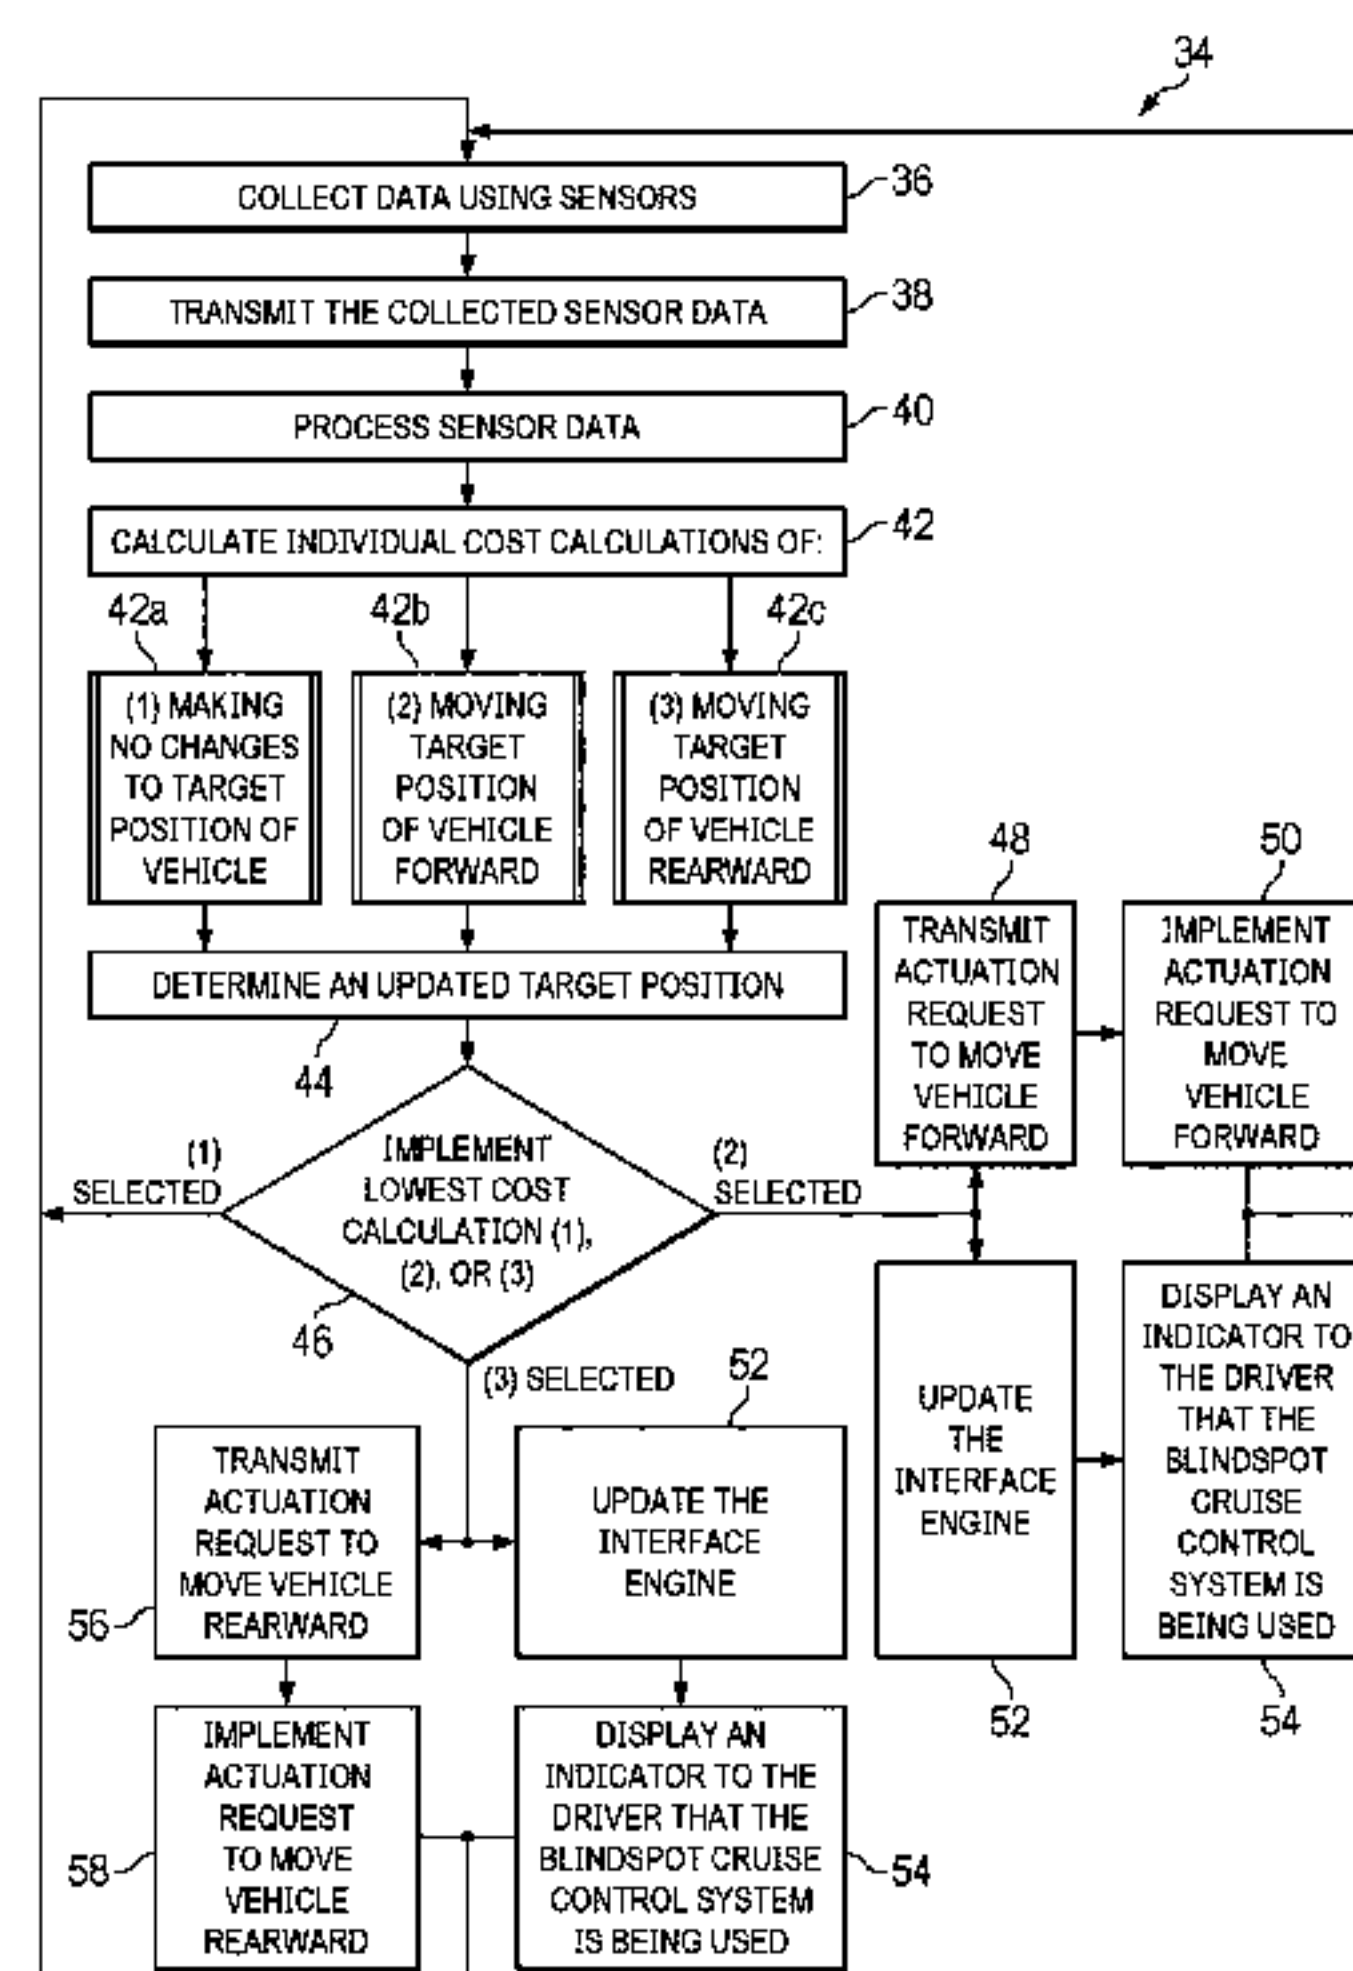 34
COLLECT DATA USING SENSORS
36
TRANSMIT THE COLLECTED SENSOR DATA
38
PROCESS SENSOR DATA
40
CALCULATE INDIVIDUAL COST CALCULATIONS OF:
42
42a
42b
42c
(1) MAKING
NO CHANGES
TO TARGET
POSITION OF
VEHICLE
(2) MOVING
TARGET
POSITION
OF VEHICLE
FORWARD
(3) MOVING
TARGET
POSITION
OF VEHICLE
REARWARD
DETERMINE AN UPDATED TARGET POSITION
44
IMPLEMENT
LOWEST COST
CALCULATION (1),
(2), OR (3)
46
(1)
SELECTED
(2)
SELECTED
(3) SELECTED
48
TRANSMIT
ACTUATION
REQUEST
TO MOVE
VEHICLE
FORWARD
50
IMPLEMENT
ACTUATION
REQUEST TO
MOVE
VEHICLE
FORWARD
UPDATE
THE
INTERFACE
ENGINE
52
DISPLAY AN
INDICATOR TO
THE DRIVER
THAT THE
BLINDSPOT
CRUISE
CONTROL
SYSTEM IS
BEING USED
54
TRANSMIT
ACTUATION
REQUEST TO
MOVE VEHICLE
REARWARD
56
52
UPDATE THE
INTERFACE
ENGINE
IMPLEMENT
ACTUATION
REQUEST
TO MOVE
VEHICLE
REARWARD
58
DISPLAY AN
INDICATOR TO THE
DRIVER THAT THE
BLINDSPOT CRUISE
CONTROL SYSTEM
IS BEING USED
54